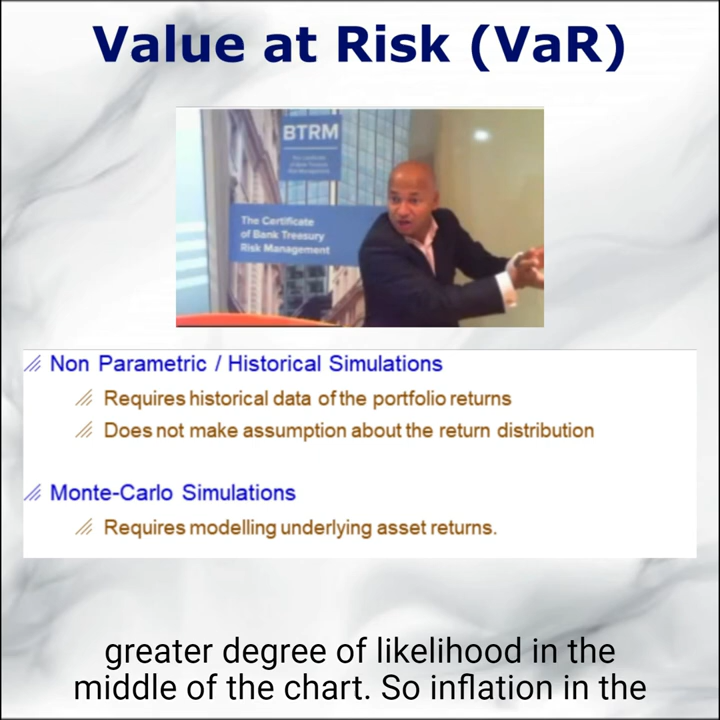 Value at Risk (VaR)
BTRM
The Certificate
of Bank Treasury
Risk Management
Non Parametric / Historical Simulations
Requires historical data of the portfolio returns
Does not make assumption about the return distribution
Monte-Carlo Simulations
Requires modelling underlying asset returns.
greater degree of likelihood in the
middle of the chart. So inflation in the